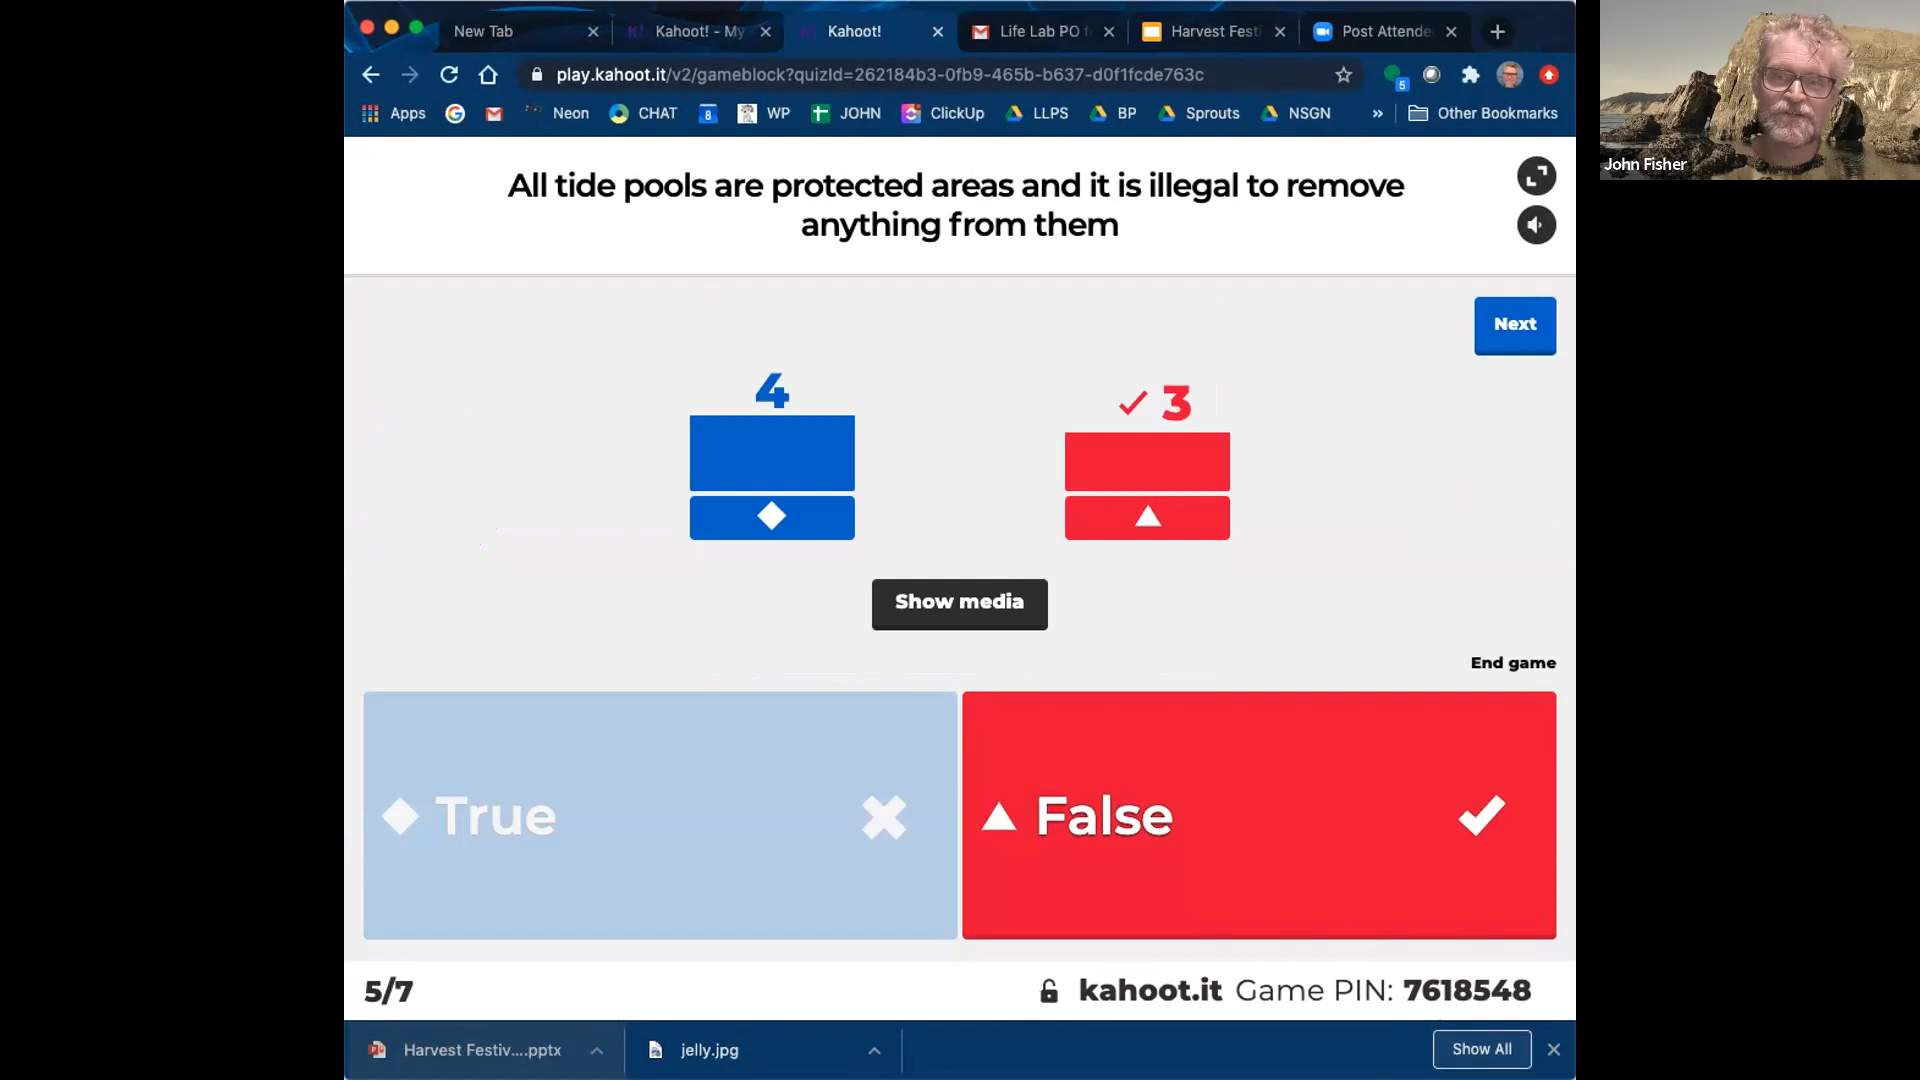 New Tab
Kahoot! - My
Kahoot!
Life Lab PO f
Harvest Festi
Post Attende
play.kahoot.it/v2/gameblock?quizId=262184b3-0fb9-465b-b637-d0f1fcde763c
5
Apps
Neon
CHAT
8
WP
JOHN
ClickUp
LLPS
BP
Sprouts
NSGN
»
Other Bookmarks
John Fisher
All tide pools are protected areas and it is illegal to remove
anything from them
Next
4
3
Show media
End game
True
False
5/7
kahoot.it Game PIN: 7618548
Harvest Festiv....pptx
jelly.jpg
Show All